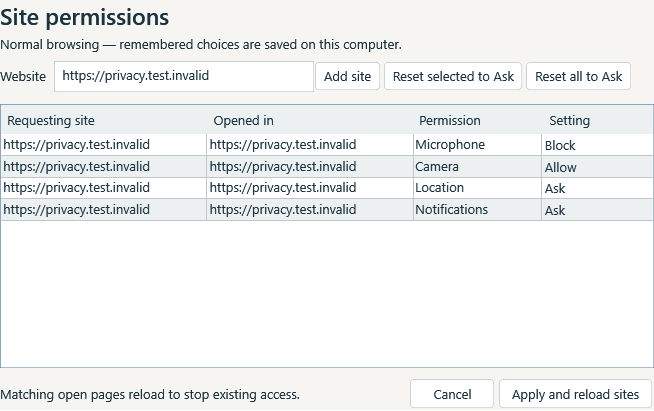 Site permissions
Normal browsing — remembered choices are saved on this computer.
Website https://privacy.test.invalid Add site Reset selected to Ask Reset all to Ask
Requesting site Opened in Permission Setting
https://privacy.test.invalid https://privacy.test.invalid Microphone Block
https://privacy.test.invalid https://privacy.test.invalid Camera Allow
https://privacy.test.invalid https://privacy.test.invalid Location Ask
https://privacy.test.invalid https://privacy.test.invalid Notifications Ask
Matching open pages reload to stop existing access. Cancel Apply and reload sites